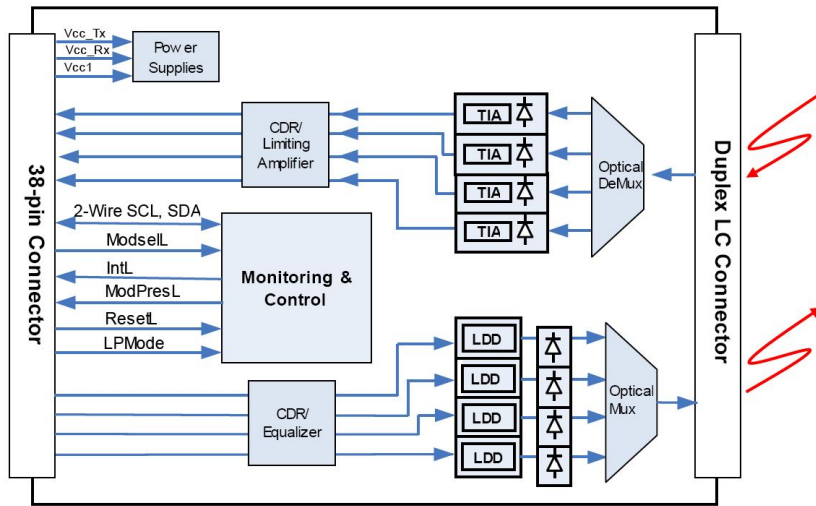 Vcc_Tx
Vcc_Rx
Vcc1
Power
Supplies
38-pin Connector
CDR/
Limiting
Amplifier
TIA
TIA
TIA
TIA
Optical
DeMux
Duplex LC Connector
2-Wire SCL, SDA
ModselL
IntL
ModPresL
ResetL
LPMode
Monitoring &
Control
CDR/
Equalizer
LDD
LDD
LDD
LDD
Optical
Mux